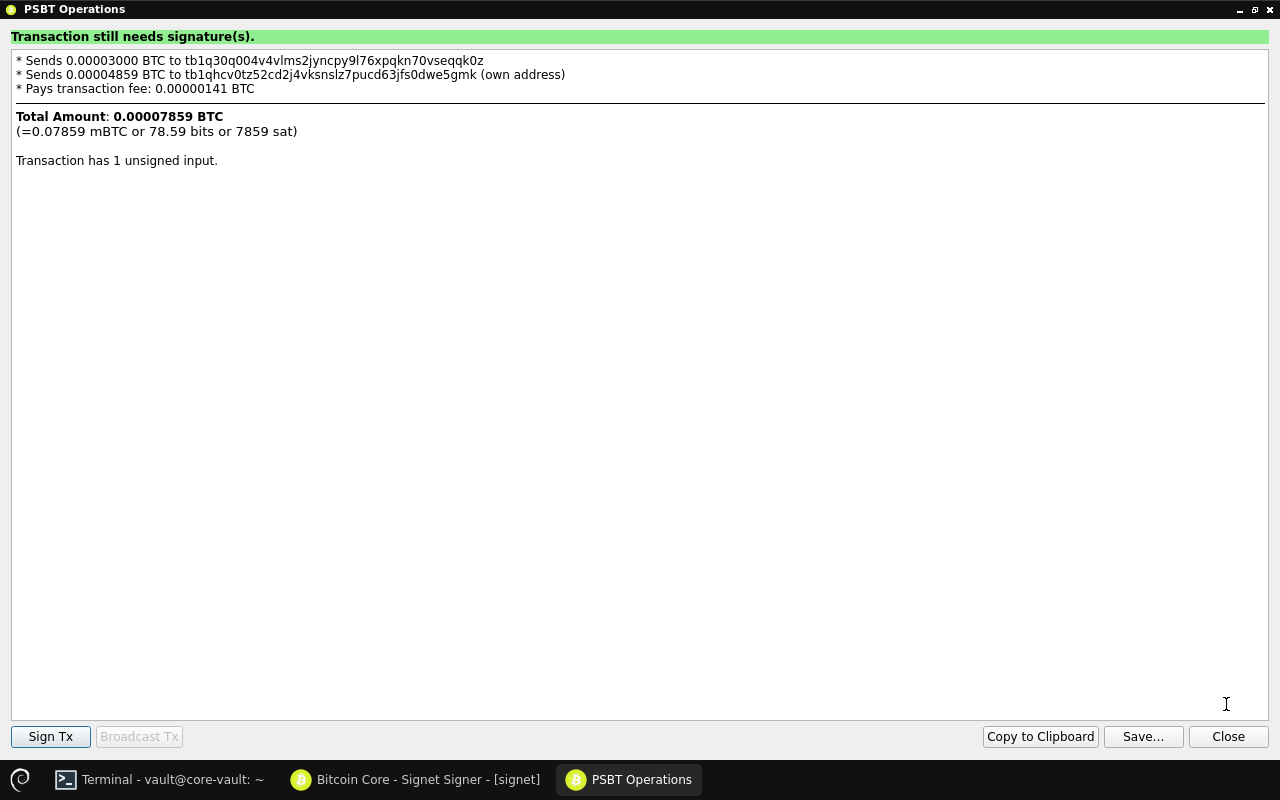 PSBT Operations
Transaction still needs signature(s).
* Sends 0.00003000 BTC to tb1q30q004v4vlms2jyncpy9l76xpqkn70vseqqk0z
* Sends 0.00004859 BTC to tb1qhcv0tz52cd2j4vksnslz7pucd63jfs0dwe5gmk (own address)
* Pays transaction fee: 0.00000141 BTC
Total Amount: 0.00007859 BTC
(=0.07859 mBTC or 78.59 bits or 7859 sat)
Transaction has 1 unsigned input.
Sign Tx
Broadcast Tx
Copy to Clipboard
Save...
Close
Terminal - vault@core-vault: ~
Bitcoin Core - Signet Signer - [signet]
PSBT Operations